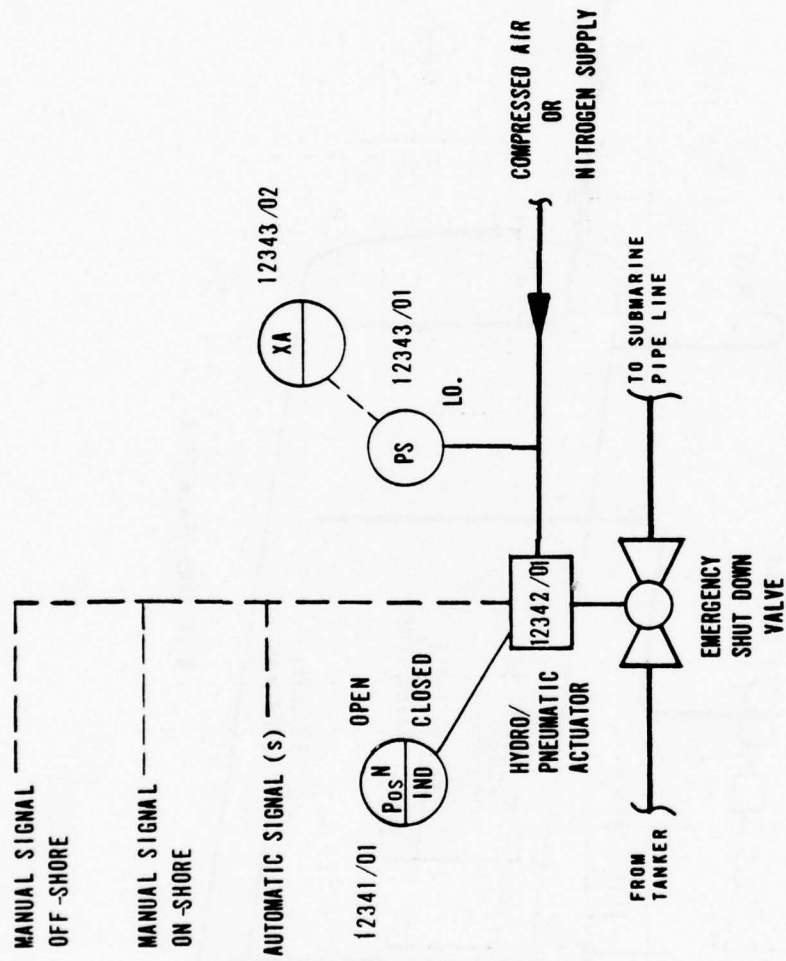 MANUAL SIGNAL
OFF-SHORE
MANUAL SIGNAL
ON-SHORE
AUTOMATIC SIGNAL (s)
12341/01
PosN
IND
OPEN
CLOSED
12343/02
XA
12343/01
PS
LO.
HYDRO/
PNEUMATIC
ACTUATOR
12342/01
COMPRESSED AIR
OR
NITROGEN SUPPLY
FROM
TANKER
EMERGENCY
SHUT DOWN
VALVE
TO SUBMARINE
PIPE LINE